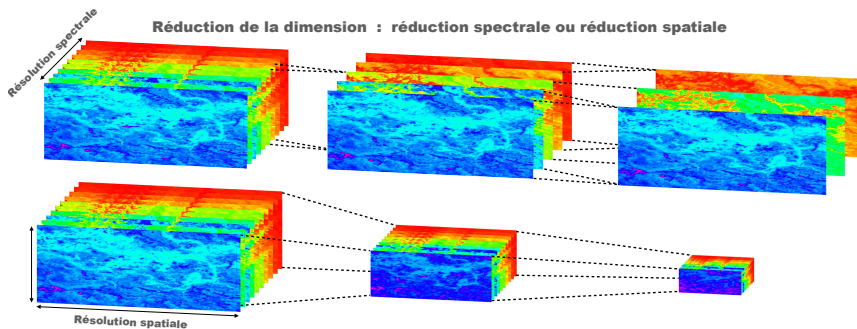 Réduction de la dimension : réduction spectrale ou réduction spatiale
Résolution spectrale
Résolution spatiale